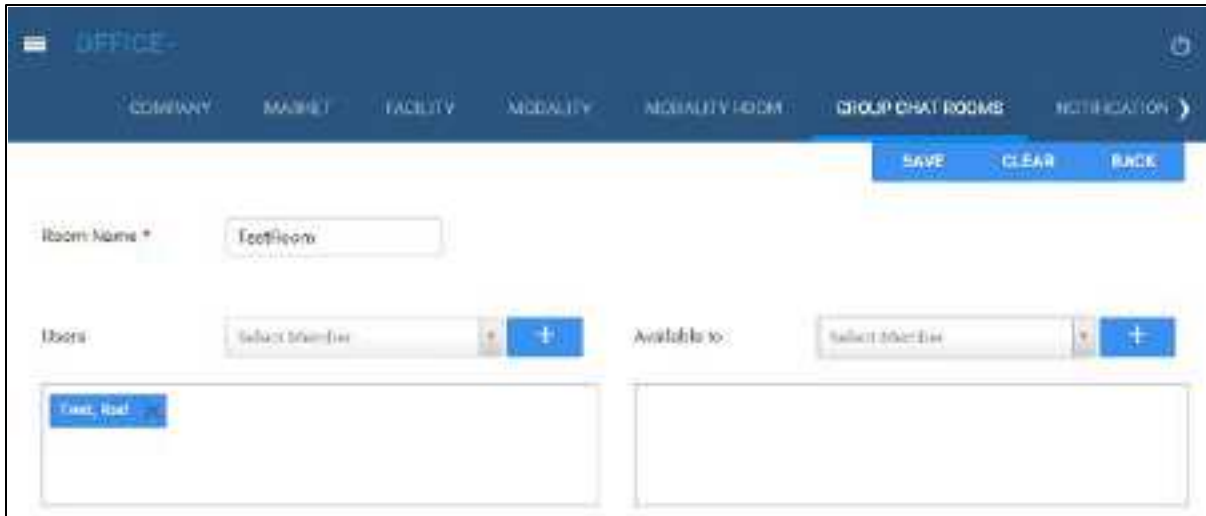 OFFICE-
COMPANY MARKET FACILITY MODALITY MODALITY ROOM GROUP CHAT ROOMS NOTIFICATION
SAVE CLEAR BACK
Room Name * TestRoom
Users Select Member + Available to Select Member +
Test,